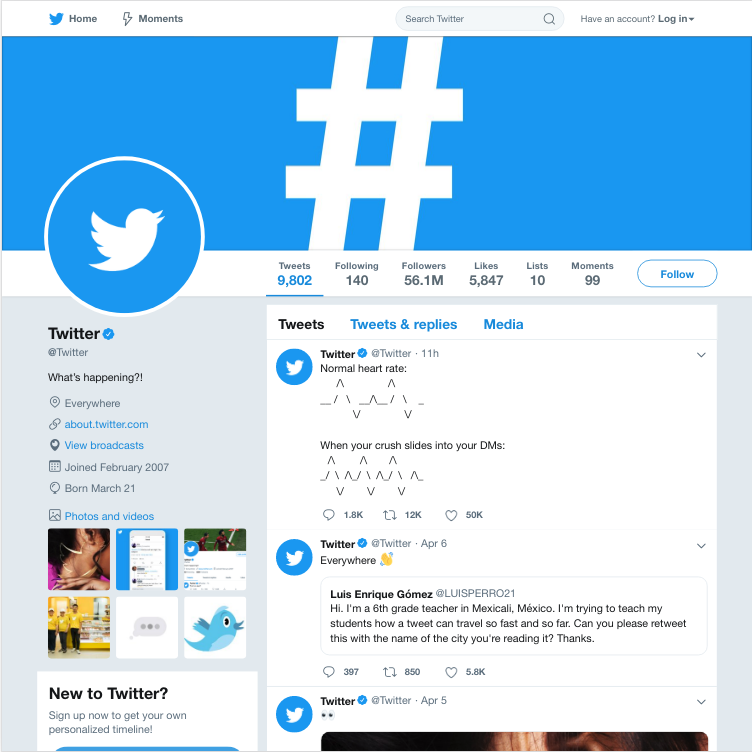 Home
Moments
Search Twitter
Have an account? Log in
#
Tweets 9,802
Following 140
Followers 56.1M
Likes 5,847
Lists 10
Moments 99
Follow
Twitter
@Twitter
What's happening?!
Everywhere
about.twitter.com
View broadcasts
Joined February 2007
Born March 21
Photos and videos
New to Twitter?
Sign up now to get your own
personalized timeline!
Tweets
Tweets & replies
Media
Twitter @Twitter · 11h
Normal heart rate:
/\ /\
__ / \ __/\__ / \ _
\/ \/
When your crush slides into your DMs:
/\ /\ /\
_/ \ /\_/ \ /\_/ \ /\_
\/ \/ \/
1.8K 12K 50K
Twitter @Twitter · Apr 6
Everywhere 👋
Luis Enrique Gómez @LUISPERRO21
Hi. I'm a 6th grade teacher in Mexicali, México. I'm trying to teach my
students how a tweet can travel so fast and so far. Can you please retweet
this with the name of the city you're reading it? Thanks.
397 850 5.8K
Twitter @Twitter · Apr 5
👀